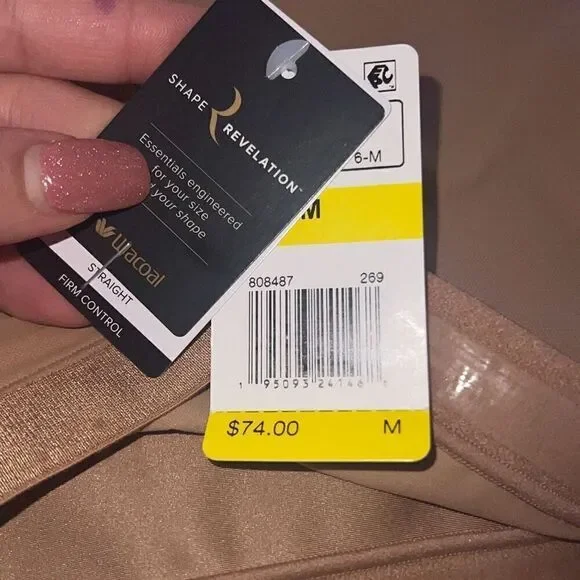 SHAPE REVELATION™
Essentials engineered
for your size
your shape
wacoal
STRAIGHT
FIRM CONTROL
6-M
M
808487 269
1 95093 24146
$74.00 M